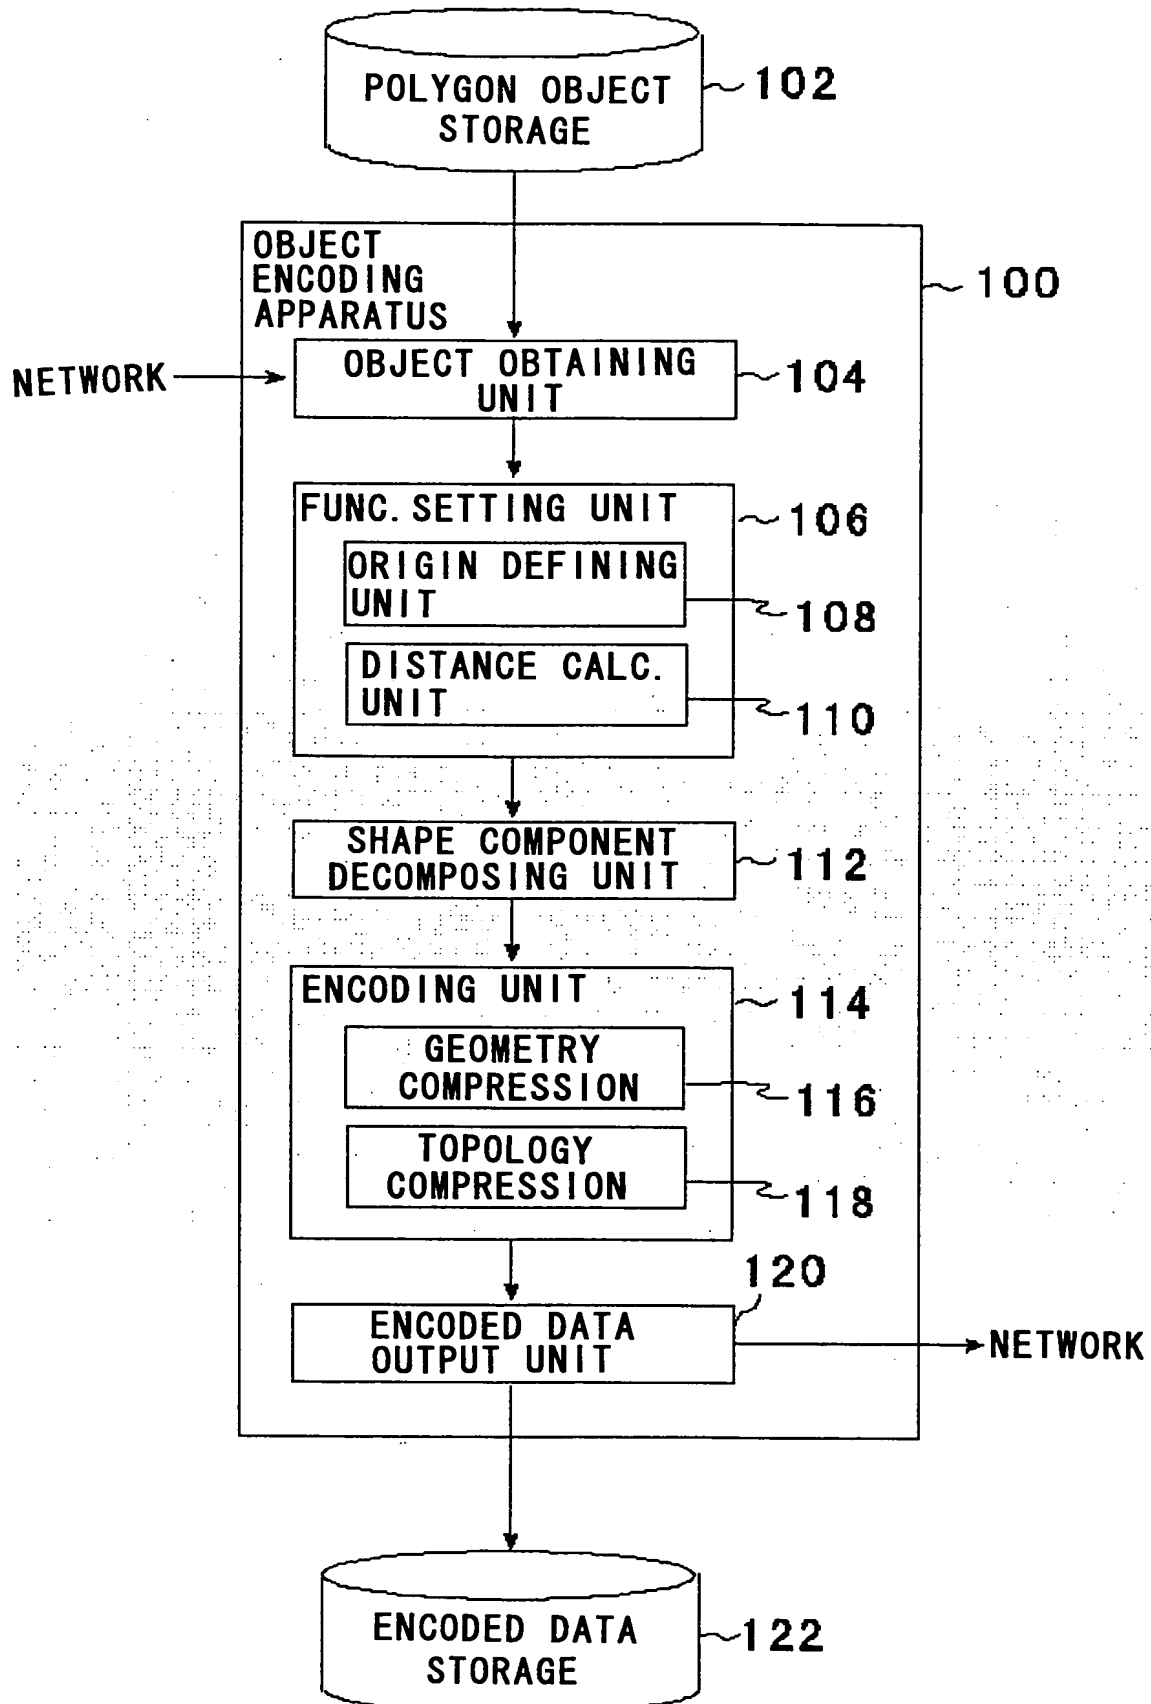 POLYGON OBJECT
STORAGE
102
OBJECT
ENCODING
APPARATUS
100
NETWORK
OBJECT OBTAINING
UNIT
104
FUNC. SETTING UNIT
106
ORIGIN DEFINING
UNIT
108
DISTANCE CALC.
UNIT
110
SHAPE COMPONENT
DECOMPOSING UNIT
112
ENCODING UNIT
114
GEOMETRY
COMPRESSION
116
TOPOLOGY
COMPRESSION
118
120
ENCODED DATA
OUTPUT UNIT
NETWORK
ENCODED DATA
STORAGE
122